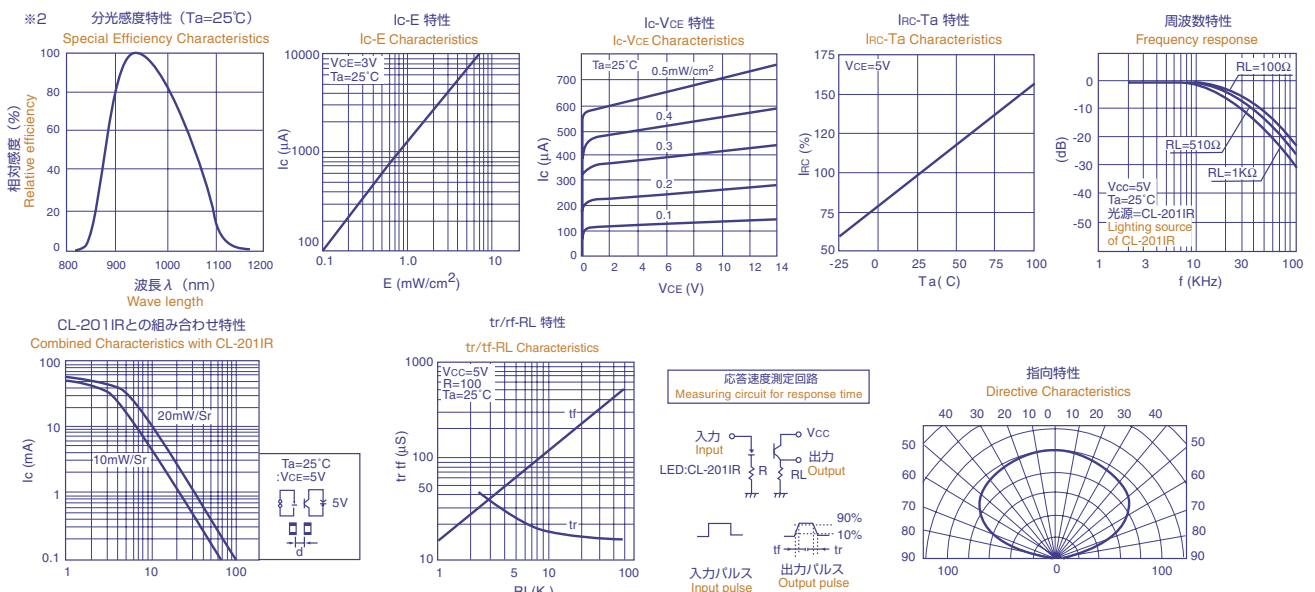 ※2
分光感度特性（Ta=25℃）
Special Efficiency Characteristics
相対感度（%）
Relative efficiency
100
80
60
40
20
0
800
900
1000
1100
1200
波長λ（nm）
Wave length
Ic-E 特性
Ic-E Characteristics
VCE=3V
Ta=25°C
Ic (μA)
10000
1000
100
0.1
1.0
10
E (mW/cm²)
Ic-VCE 特性
Ic-VCE Characteristics
Ta=25°C
0.5mW/cm²
0.4
0.3
0.2
0.1
Ic (μA)
700
600
500
400
300
200
100
0
0
2
4
6
8
10
12
14
VCE (V)
IRC-Ta 特性
IRC-Ta Characteristics
VCE=5V
IRC (%)
175
150
125
100
75
50
-25
0
25
50
75
100
Ta( C)
周波数特性
Frequency response
RL=100Ω
RL=510Ω
RL=1KΩ
(dB)
0
-10
-20
-30
-40
-50
Vcc=5V
Ta=25°C
光源=CL-201IR
Lighting source
of CL-201IR
1
3
10
30
100
f (KHz)
CL-201IRとの組み合わせ特性
Combined Characteristics with CL-201IR
Ic (mA)
100
10
1
0.1
20mW/Sr
10mW/Sr
1
10
100
Ta=25°C
:VCE=5V
5V
d
tr/rf-RL 特性
tr/tf-RL Characteristics
VCC=5V
R=100
Ta=25°C
tf
tr
tr tf (μS)
1000
100
50
10
1
5
10
50
100
RL(K )
応答速度測定回路
Measuring circuit for response time
入力
Input
LED:CL-201IR
R
VCC
出力
Output
RL
90%
10%
tf
tr
入力パルス
Input pulse
出力パルス
Output pulse
指向特性
Directive Characteristics
40 30 20 10 0 10 20 30 40
50
60
70
80
90
50
60
70
80
90
100
0
100